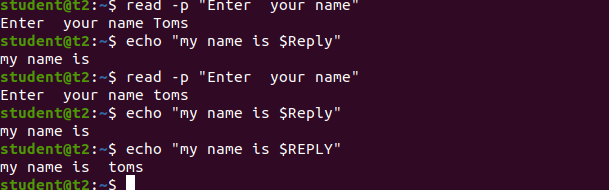 student@t2:~$ read -p "Enter  your name"
Enter  your name Toms
student@t2:~$ echo "my name is $Reply"
my name is
student@t2:~$ read -p "Enter  your name"
Enter  your name toms
student@t2:~$ echo "my name is $Reply"
my name is
student@t2:~$ echo "my name is $REPLY"
my name is  toms
student@t2:~$